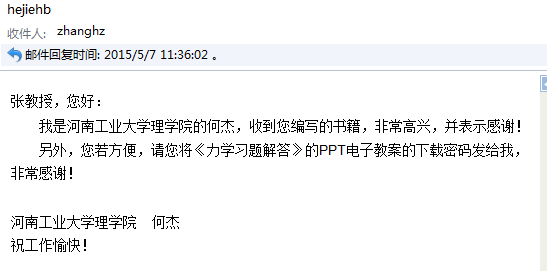 hejiehb
收件人: zhanghz
邮件回复时间: 2015/5/7 11:36:02 。
张教授，您好：
我是河南工业大学理学院的何杰，收到您编写的书籍，非常高兴，并表示感谢！
另外，您若方便，请您将《力学习题解答》的PPT电子教案的下载密码发给我，
非常感谢！
河南工业大学理学院　何杰
祝工作愉快！